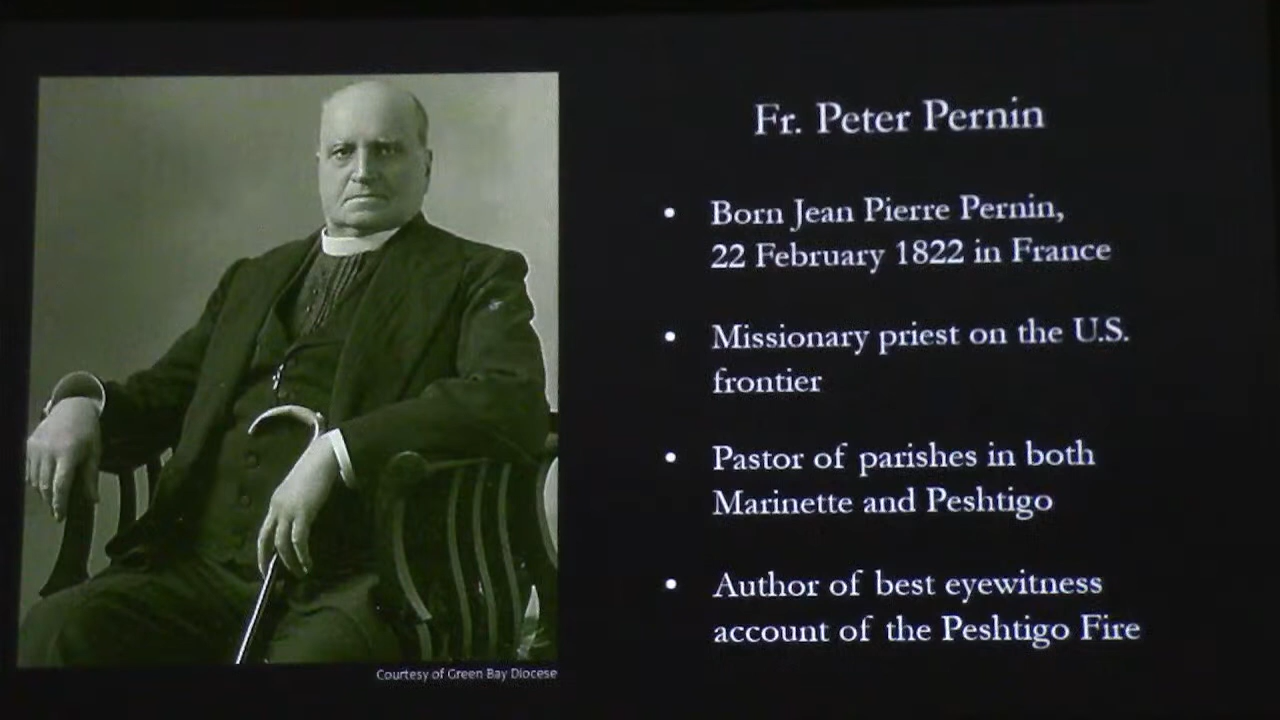 Fr. Peter Pernin
• Born Jean Pierre Pernin,
22 February 1822 in France
• Missionary priest on the U.S.
frontier
• Pastor of parishes in both
Marinette and Peshtigo
• Author of best eyewitness
account of the Peshtigo Fire
Courtesy of Green Bay Diocese